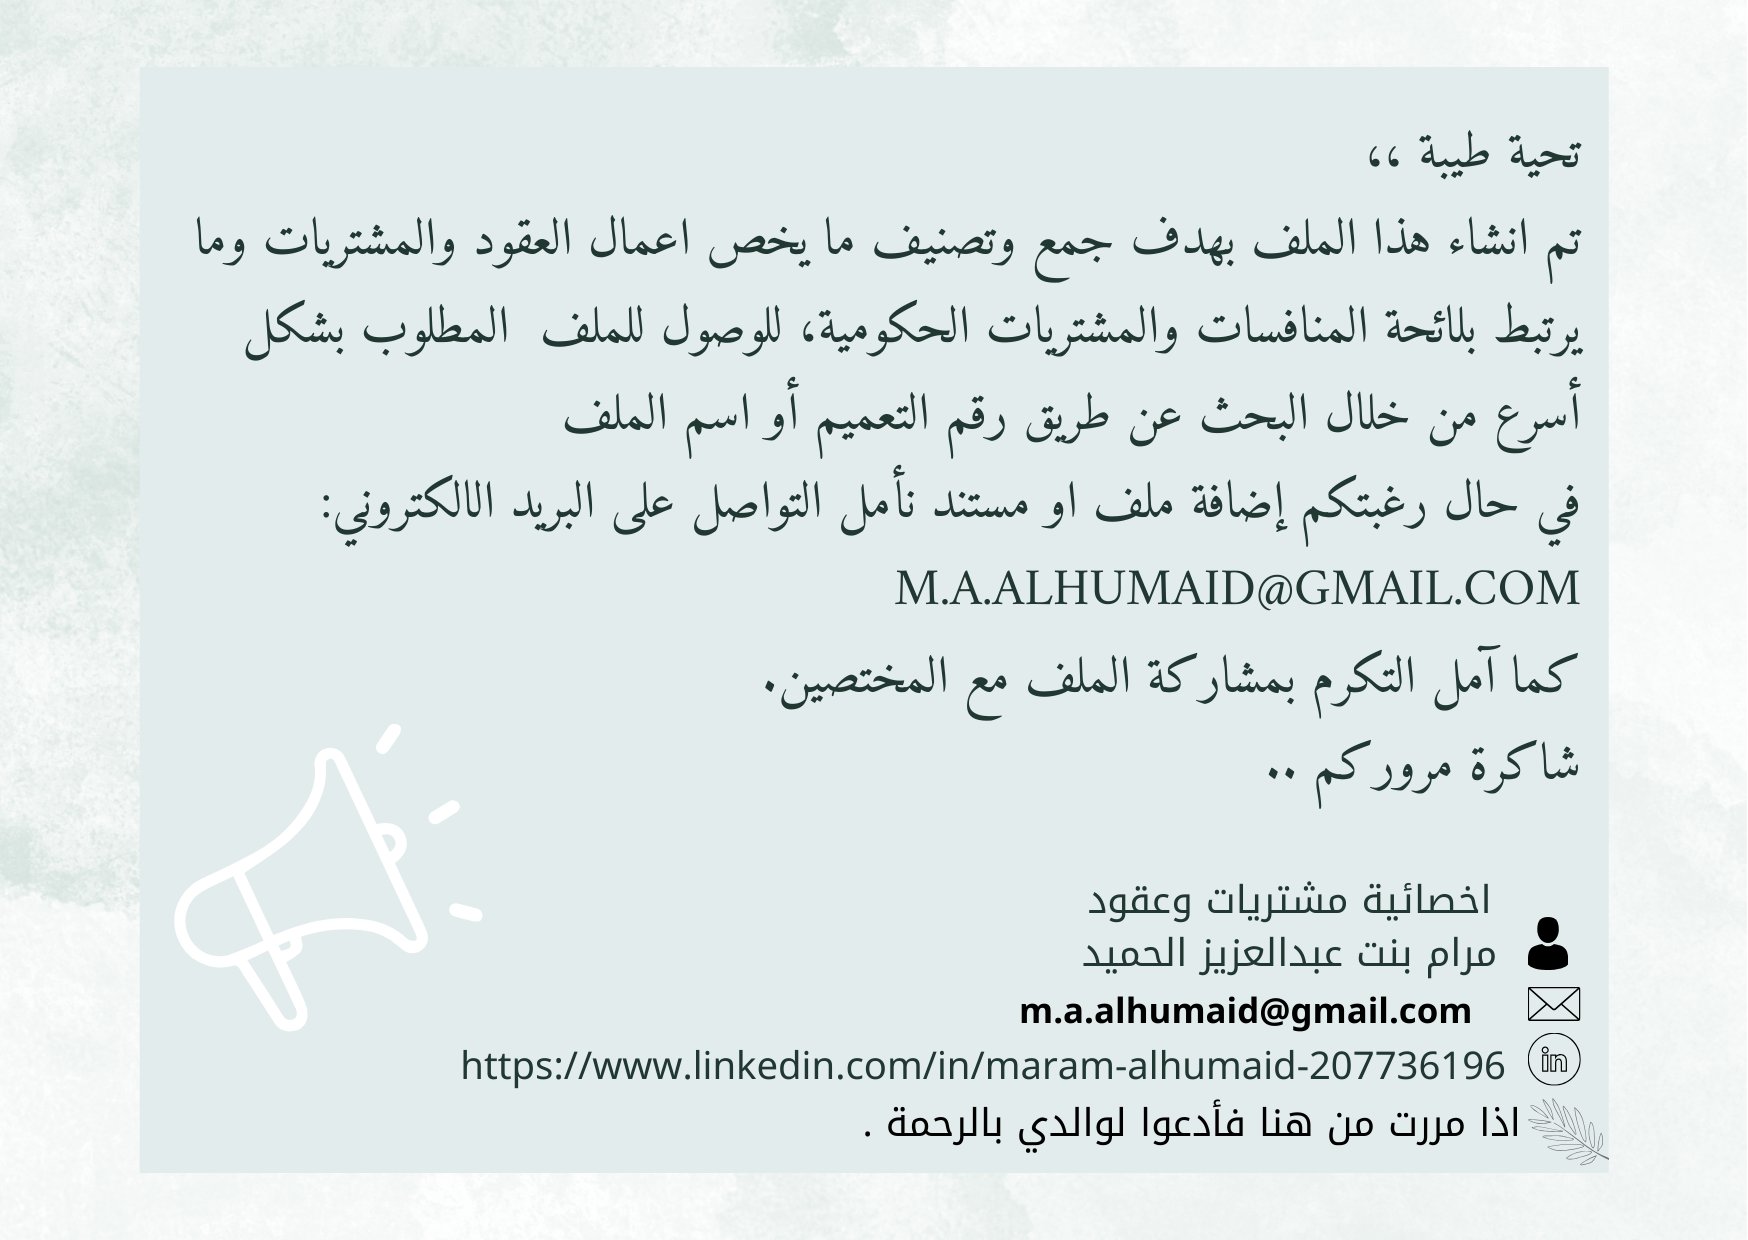 تحية طيبة ،،
تم انشاء هذا الملف بهدف جمع وتصنيف ما يخص اعمال العقود والمشتريات وما
يرتبط بلائحة المنافسات والمشتريات الحكومية، للوصول للملف المطلوب بشكل
أسرع من خلال البحث عن طريق رقم التعميم أو اسم الملف
في حال رغبتكم إضافة ملف او مستند نأمل التواصل على البريد الالكتروني:
M.A.ALHUMAID@GMAIL.COM
كما آمل التكرم بمشاركة الملف مع المختصين.
شاكرة مروركم ..
اخصائية مشتريات وعقود
مرام بنت عبدالعزيز الحميد
m.a.alhumaid@gmail.com
https://www.linkedin.com/in/maram-alhumaid-207736196
in
اذا مررت من هنا فأدعوا لوالدي بالرحمة .